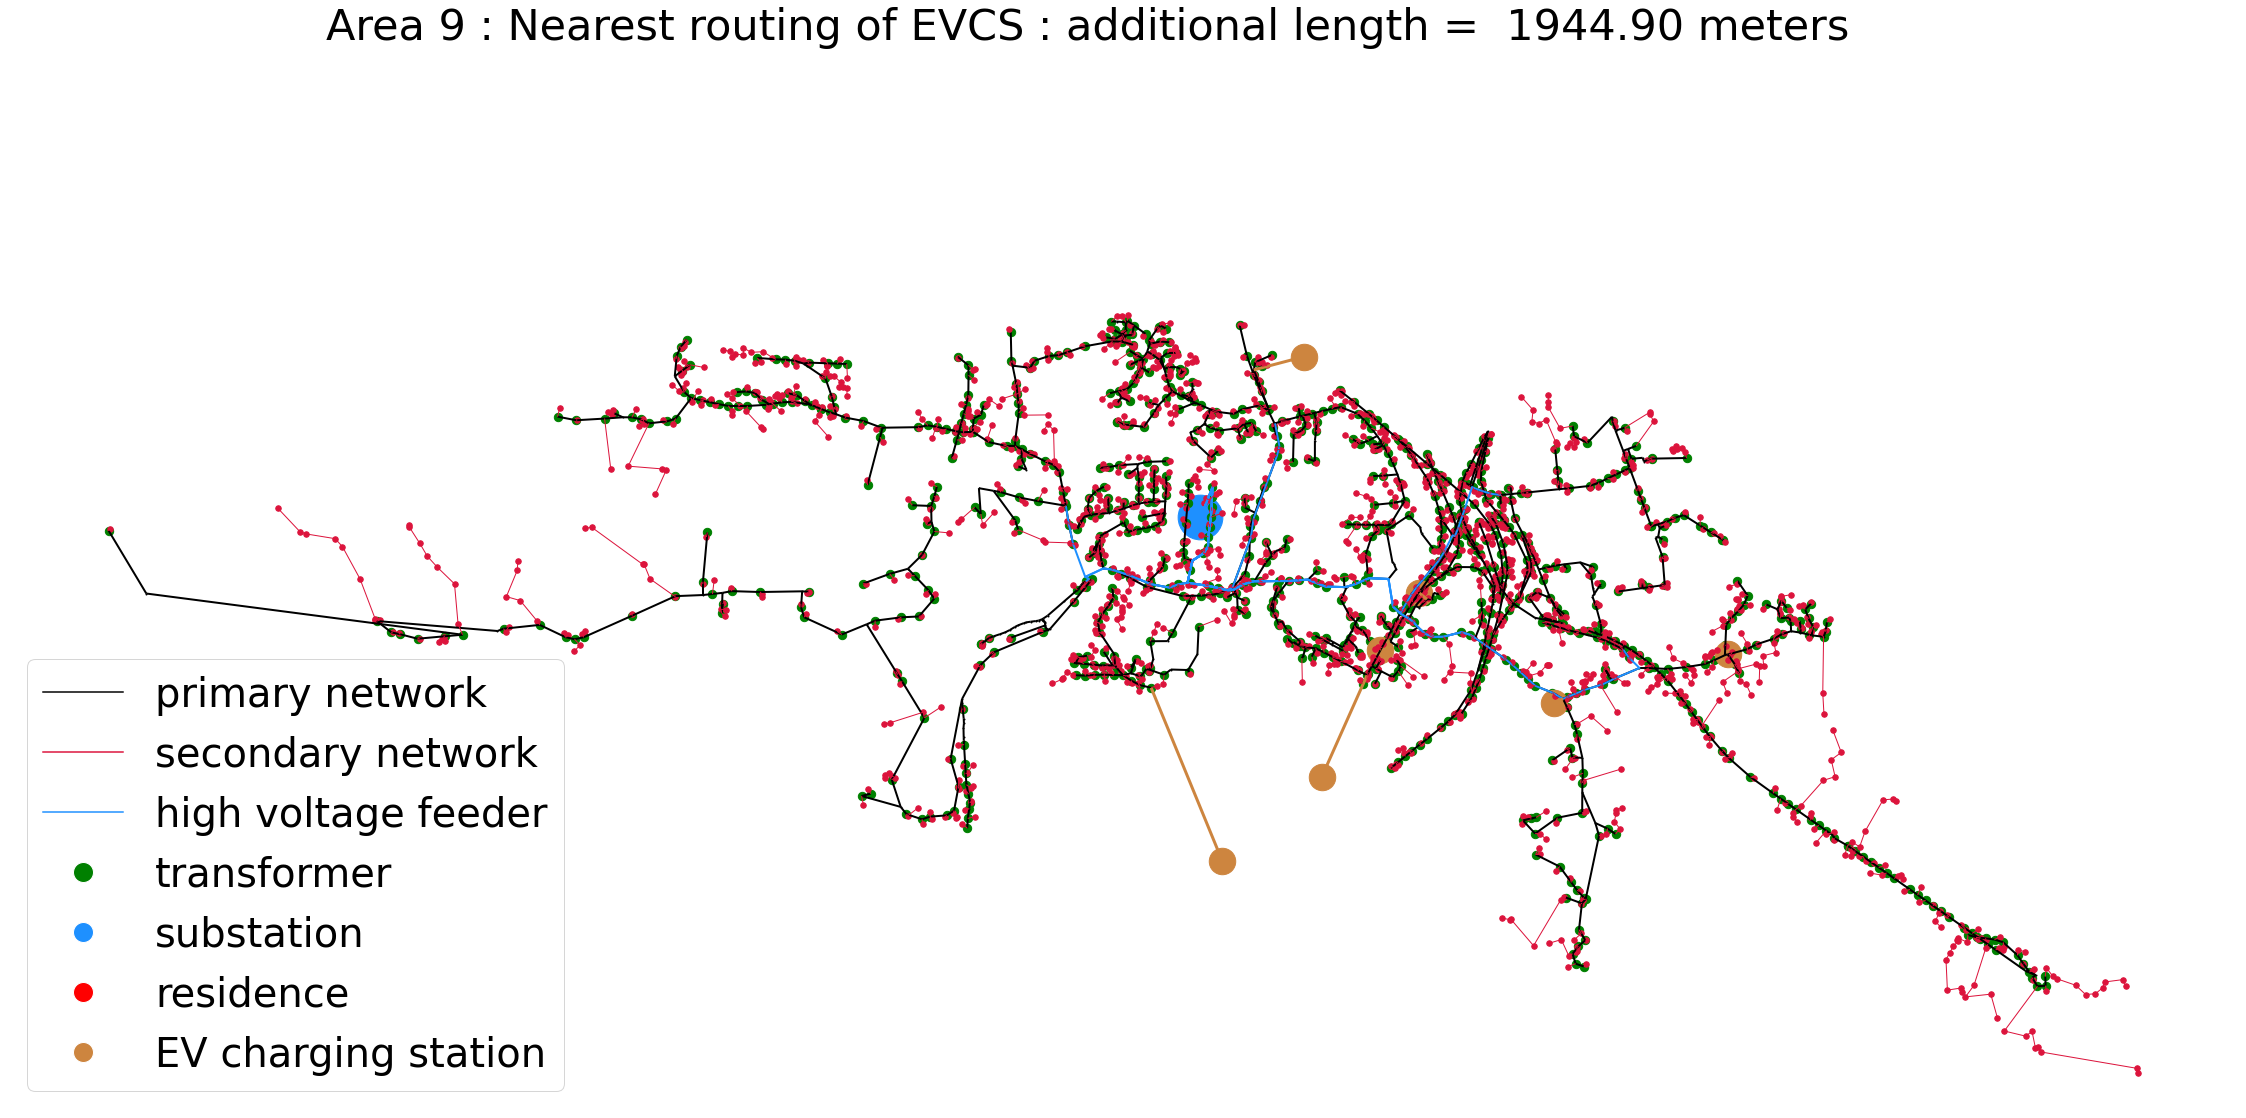 Area 9 : Nearest routing of EVCS : additional length =  1944.90 meters
primary network
secondary network
high voltage feeder
transformer
substation
residence
EV charging station